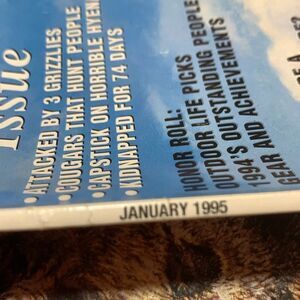 Issue
• ATTACKED BY 3 GRIZZLIES
• COUGARS THAT HUNT PEOPLE
• CAPSTICK ON HORRIBLE HYEN
• KIDNAPPED FOR 74 DAYS
HONOR ROLL:
OUTDOOR LIFE PICKS
OUTSTANDING PEOPLE
1994'S OUTSTANDING
GEAR AND ACHIEVEMENTS
JANUARY 1995